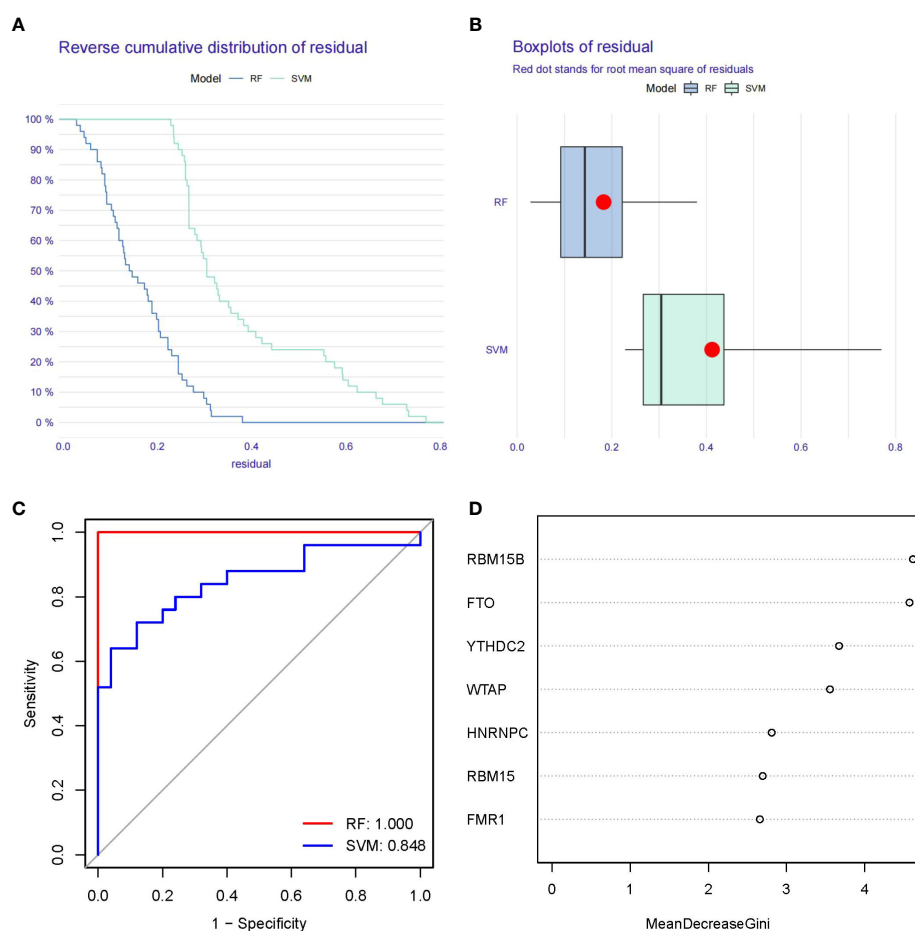 A
Reverse cumulative distribution of residual
Model RF SVM
100 %
90 %
80 %
70 %
60 %
50 %
40 %
30 %
20 %
10 %
0 %
0.0 0.2 0.4 0.6 0.8
residual
B
Boxplots of residual
Red dot stands for root mean square of residuals
Model RF SVM
RF
SVM
0.0 0.2 0.4 0.6 0.8
C
Sensitivity
1.0
0.8
0.6
0.4
0.2
0.0
RF: 1.000
SVM: 0.848
0.0 0.2 0.4 0.6 0.8 1.0
1 − Specificity
D
RBM15B
FTO
YTHDC2
WTAP
HNRNPC
RBM15
FMR1
0 1 2 3 4
MeanDecreaseGini